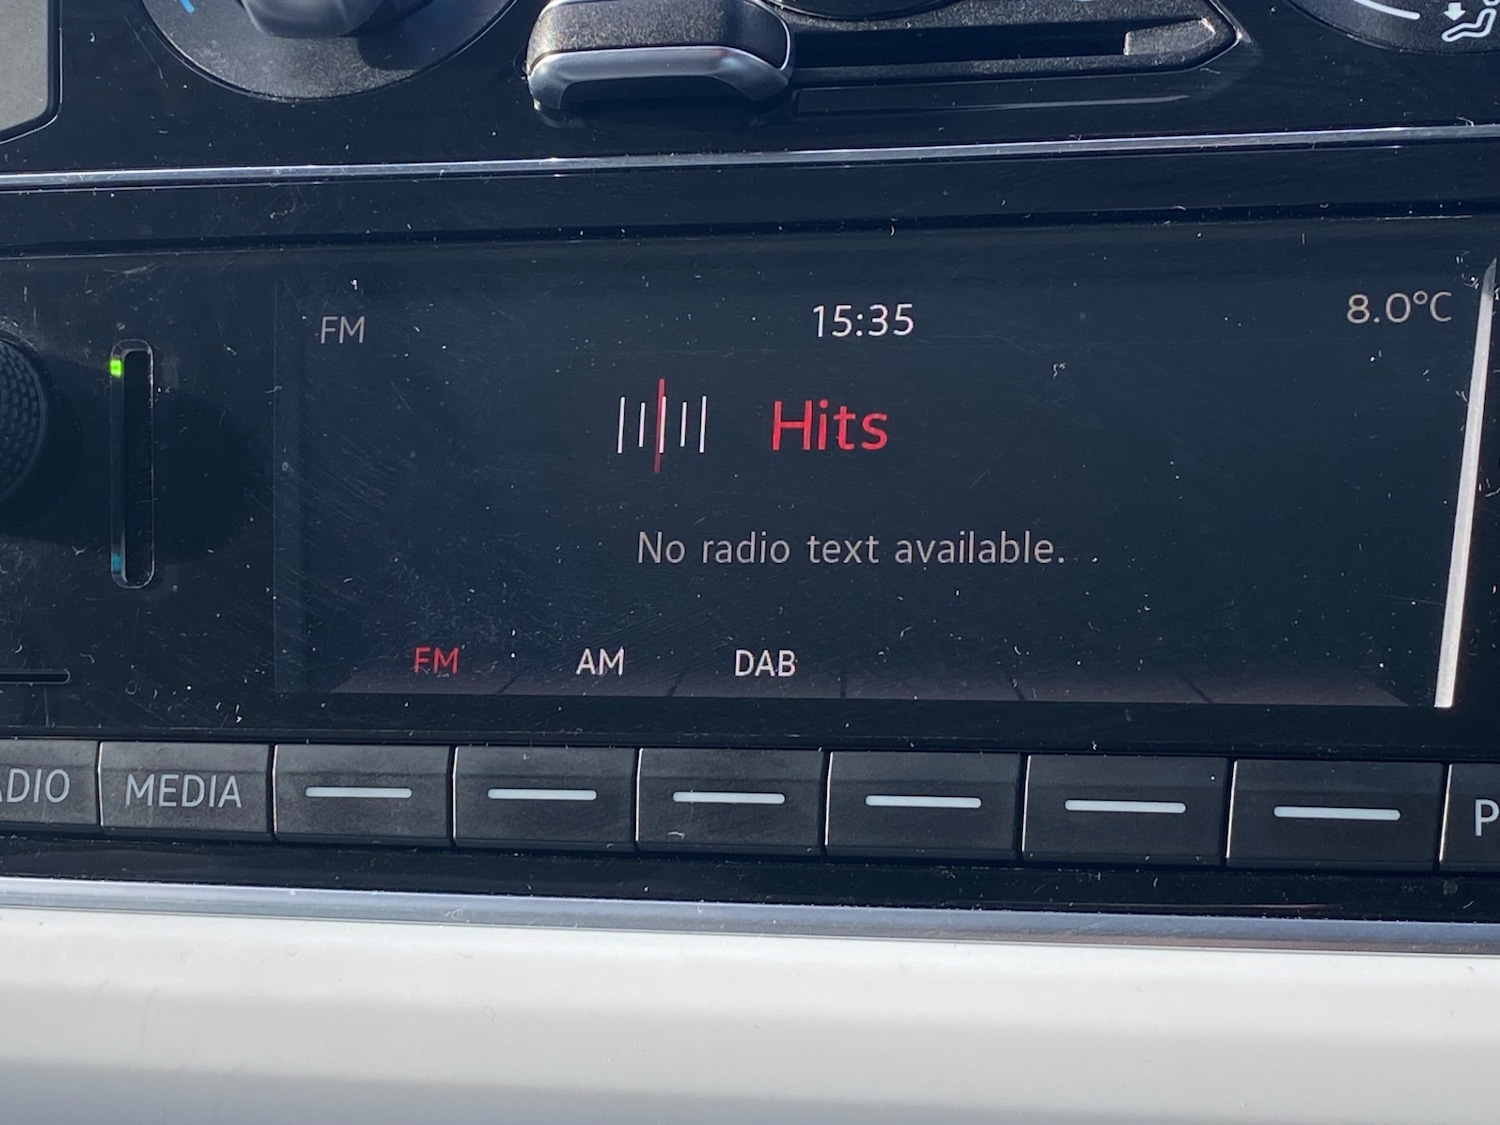 FM 15:35 8.0°C
Hits
No radio text available.
FM AM DAB
MEDIA